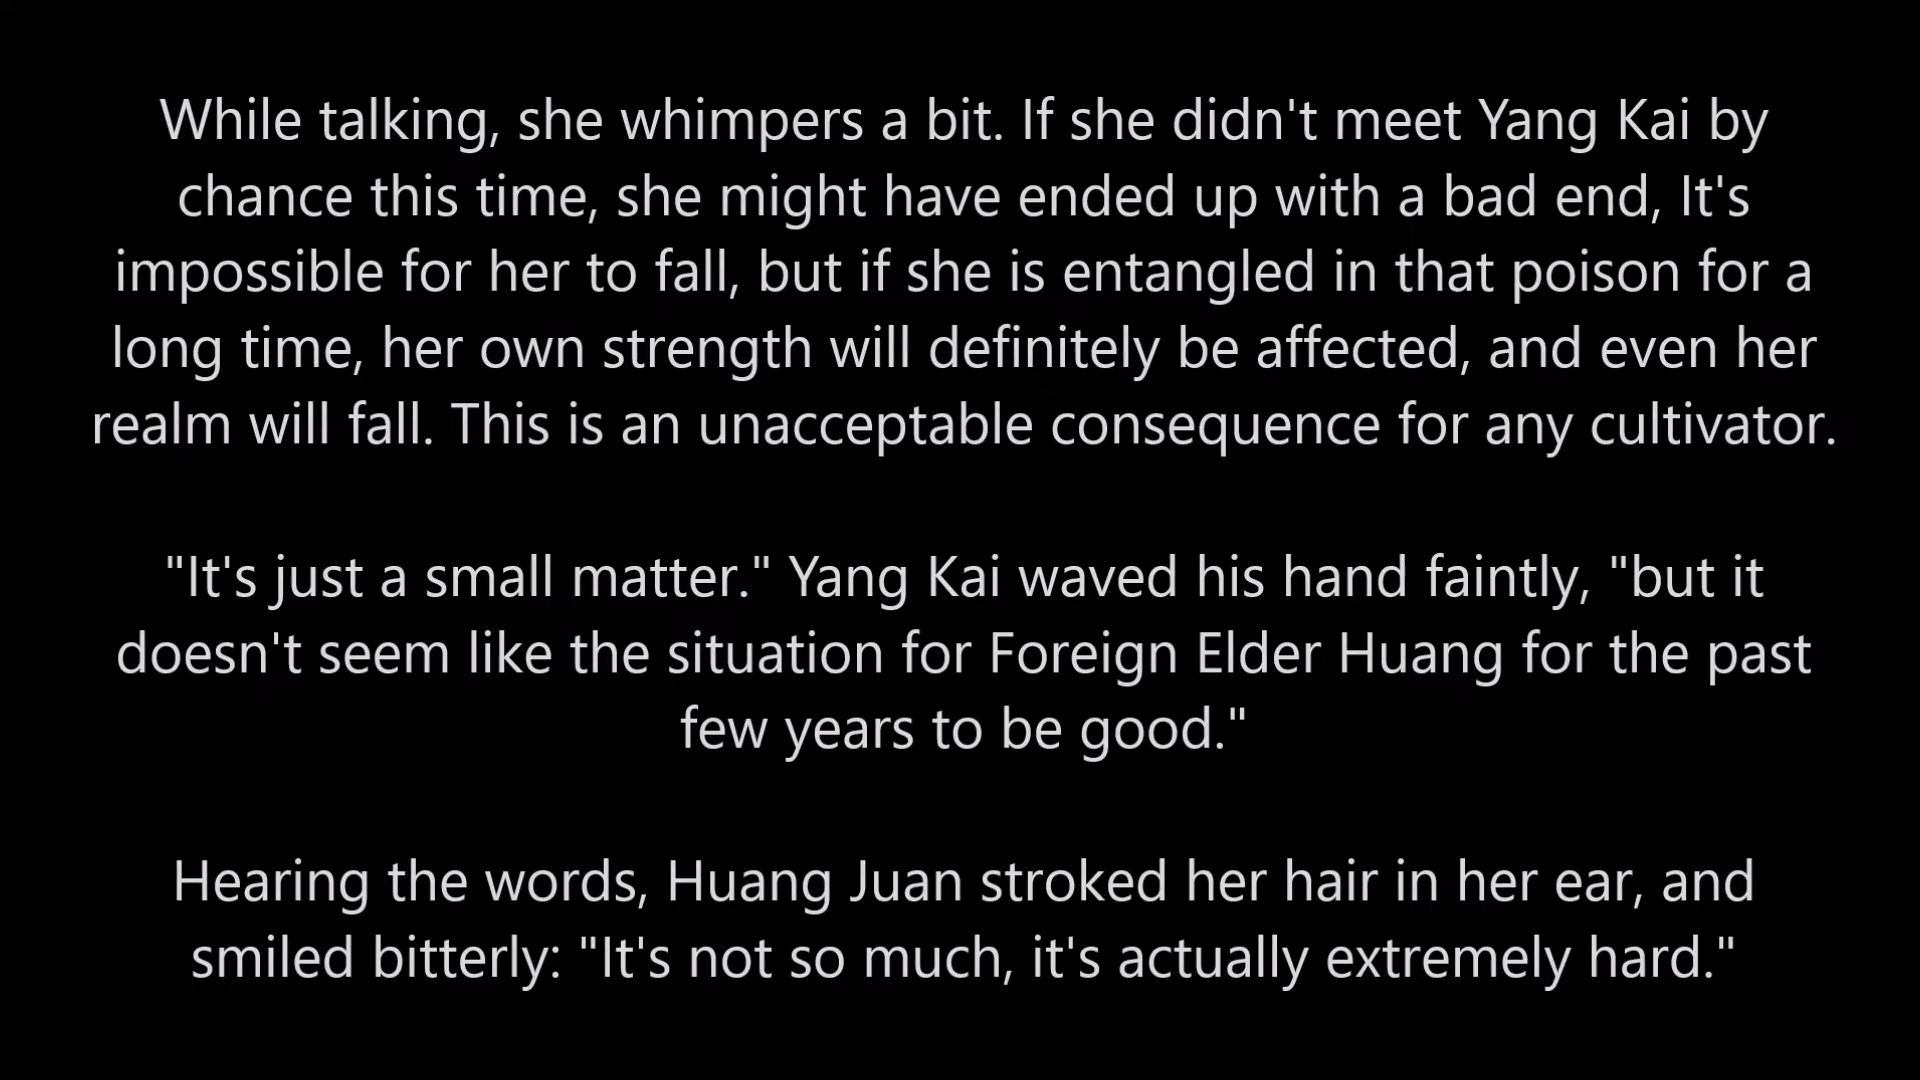 While talking, she whimpers a bit. If she didn't meet Yang Kai by
chance this time, she might have ended up with a bad end, It's
impossible for her to fall, but if she is entangled in that poison for a
long time, her own strength will definitely be affected, and even her
realm will fall. This is an unacceptable consequence for any cultivator.
"It's just a small matter." Yang Kai waved his hand faintly, "but it
doesn't seem like the situation for Foreign Elder Huang for the past
few years to be good."
Hearing the words, Huang Juan stroked her hair in her ear, and
smiled bitterly: "It's not so much, it's actually extremely hard."